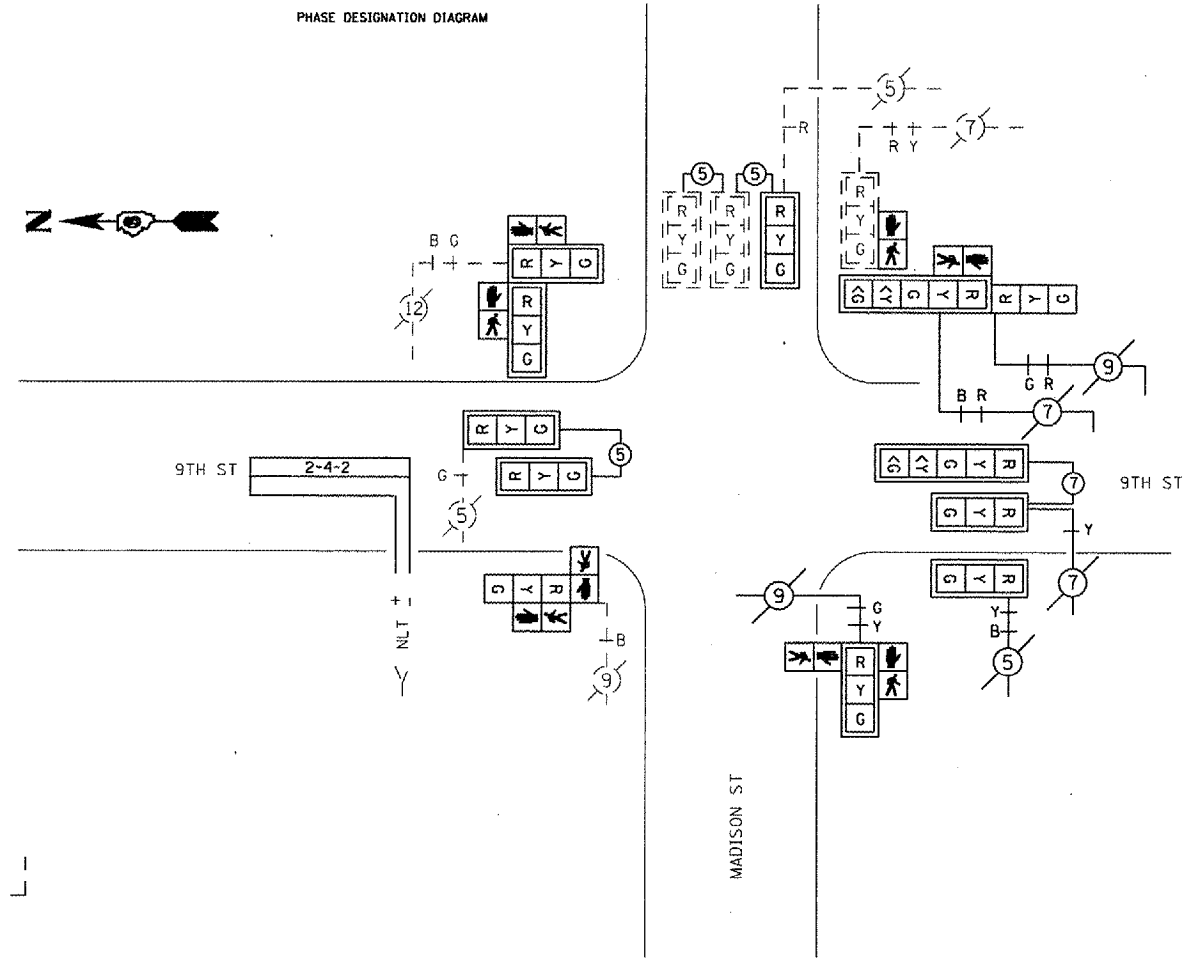 PHASE DESIGNATION DIAGRAM
5
R
7
R Y
5 5
R R R
Y Y Y
G G G
R
Y
G
N
B G
R Y G
12
R
Y
G
<G <Y G Y R
R Y G
G R
9
B R
7
R Y G
5
R Y G
G
5
9TH ST
2-4-2
<G <Y G Y R
7
9TH ST
G Y R
Y
7
G Y R
Y
B
5
G Y R
B
9
+ -
NLT
Y
9
G
Y
R
Y
G
MADISON ST